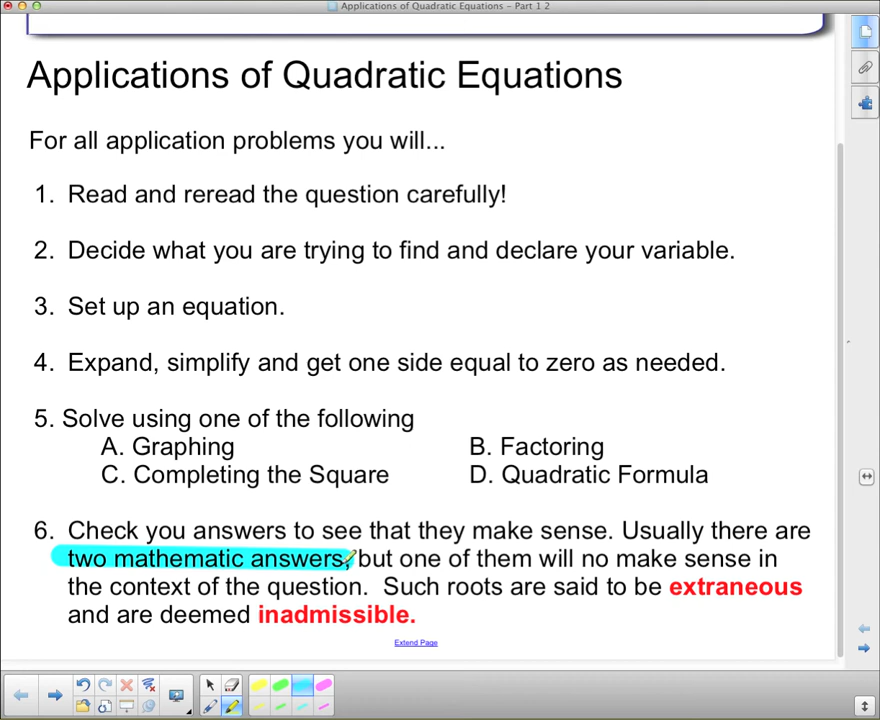 Applications of Quadratic Equations - Part 1 2
Applications of Quadratic Equations
For all application problems you will...
1. Read and reread the question carefully!
2. Decide what you are trying to find and declare your variable.
3. Set up an equation.
4. Expand, simplify and get one side equal to zero as needed.
5. Solve using one of the following
A. Graphing B. Factoring
C. Completing the Square D. Quadratic Formula
6. Check you answers to see that they make sense. Usually there are
two mathematic answers, but one of them will no make sense in
the context of the question. Such roots are said to be extraneous
and are deemed inadmissible.
Extend Page